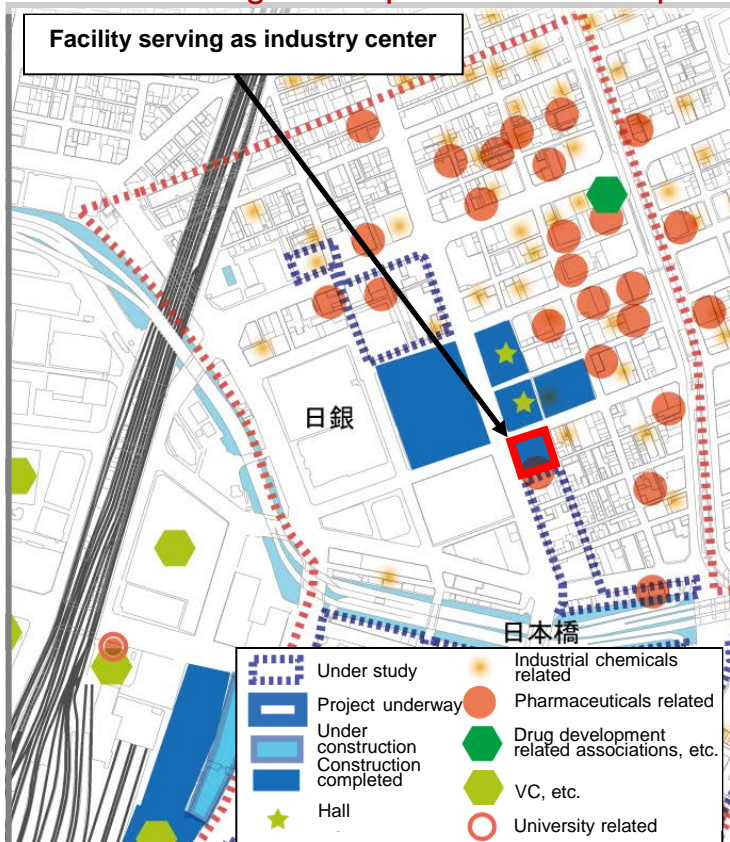 Facility serving as industry center
日銀
日本橋
Under study
Project underway
Under
construction
Construction
completed
Hall
Industrial chemicals
related
Pharmaceuticals related
Drug development
related associations, etc.
VC, etc.
University related